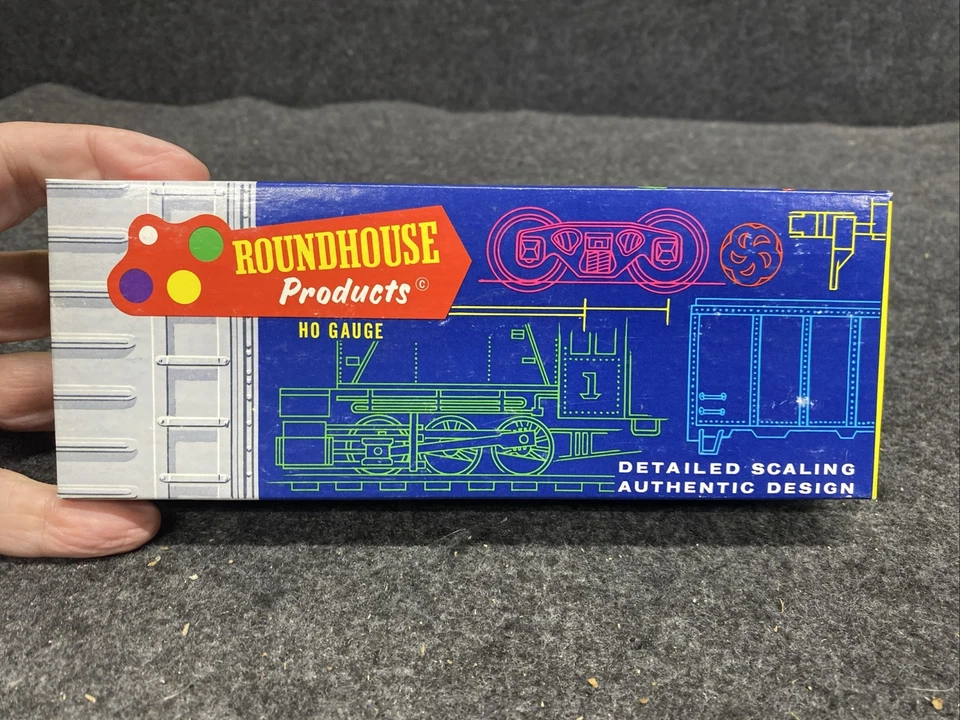 ROUNDHOUSE
Products ©
HO GAUGE
1
DETAILED SCALING
AUTHENTIC DESIGN